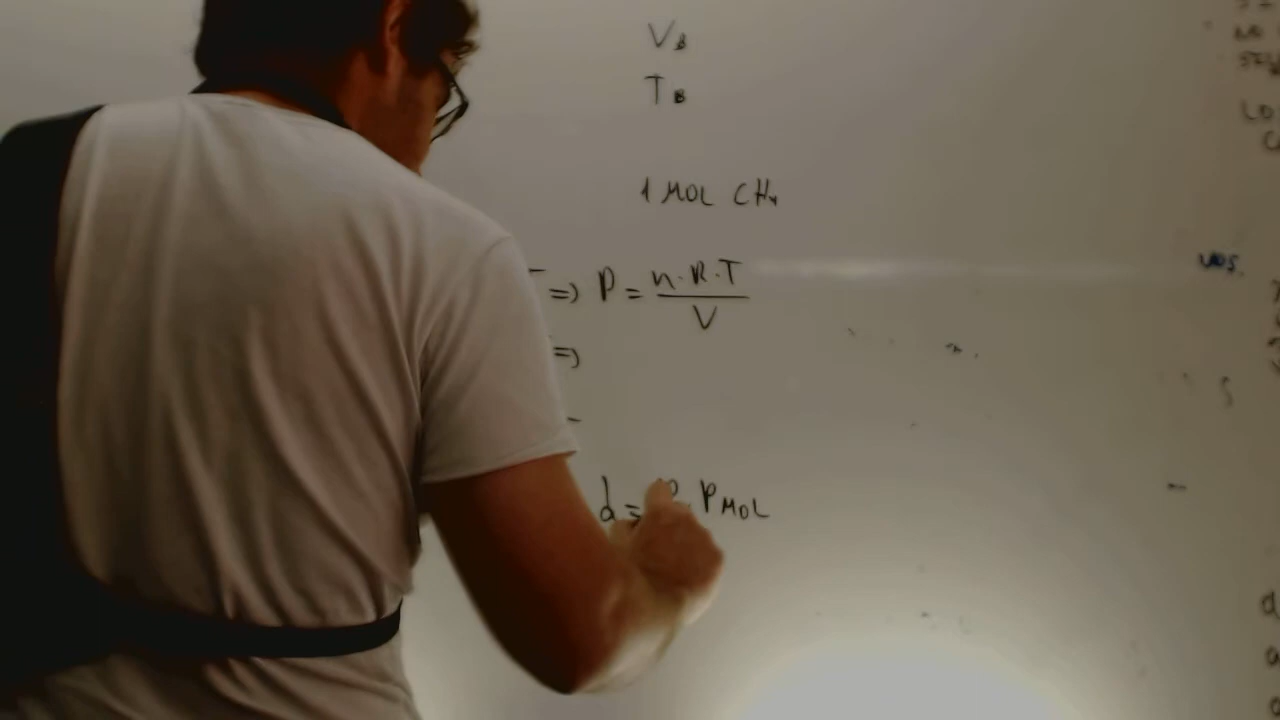 V_B
T_B
1 MOL CH₄
=> P = n·R·T / V
=>
d = P · P MOL